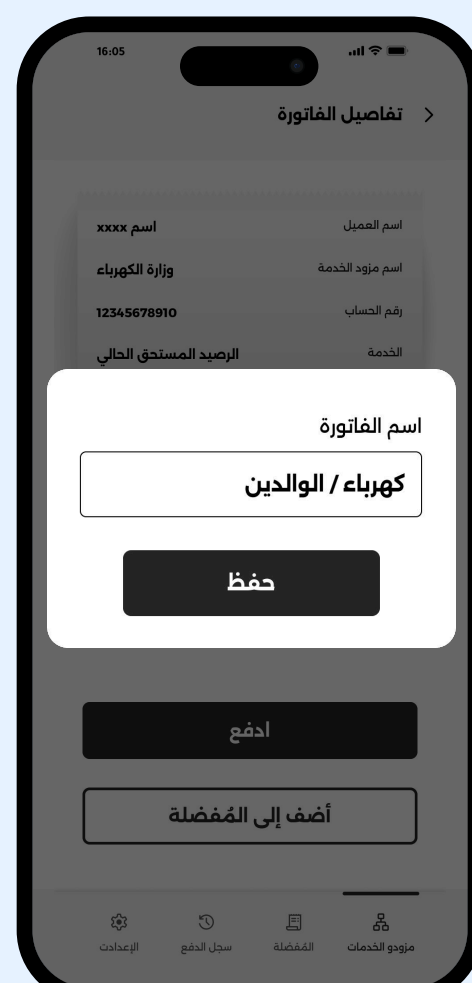 16:05
تفاصيل الفاتورة
اسم العميل اسم xxxx
اسم مزود الخدمة وزارة الكهرباء
رقم الحساب 12345678910
الخدمة الرصيد المستحق الحالي
اسم الفاتورة
كهرباء / الوالدين
حفظ
ادفع
أضف إلى المُفضلة
مزودو الخدمات المُفضلة سجل الدفع الإعدادت